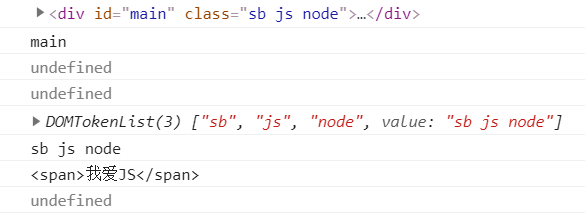 <div id="main" class="sb js node">…</div>
main
undefined
undefined
DOMTokenList(3) ["sb", "js", "node", value: "sb js node"]
sb js node
<span>我爱JS</span>
undefined